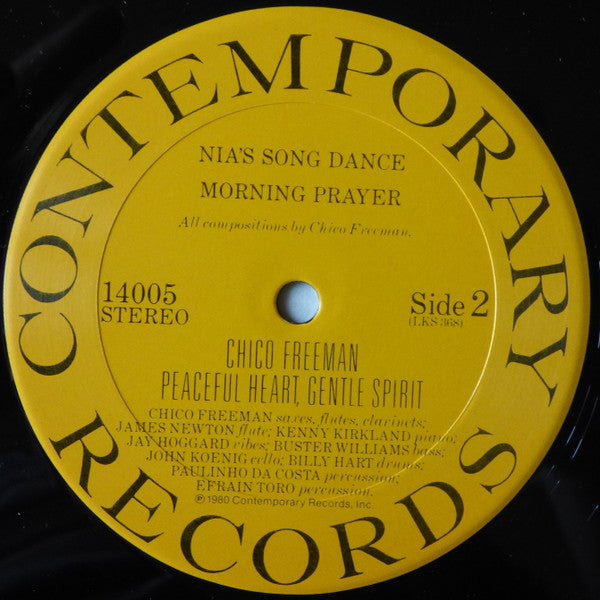 CONTEMPORARY
NIA'S SONG DANCE
MORNING PRAYER
All compositions by Chico Freeman.
14005
STEREO
Side 2
(LKS 368)
CHICO FREEMAN
PEACEFUL HEART, GENTLE SPIRIT
CHICO FREEMAN saxes, flutes, clarinets;
JAMES NEWTON flute; KENNY KIRKLAND piano;
JAY HOGGARD vibes; BUSTER WILLIAMS bass;
JOHN KOENIG cello; BILLY HART drums;
PAULINHO DA COSTA percussion;
EFRAIN TORO percussion.
℗ 1980 Contemporary Records, Inc.
RECORDS